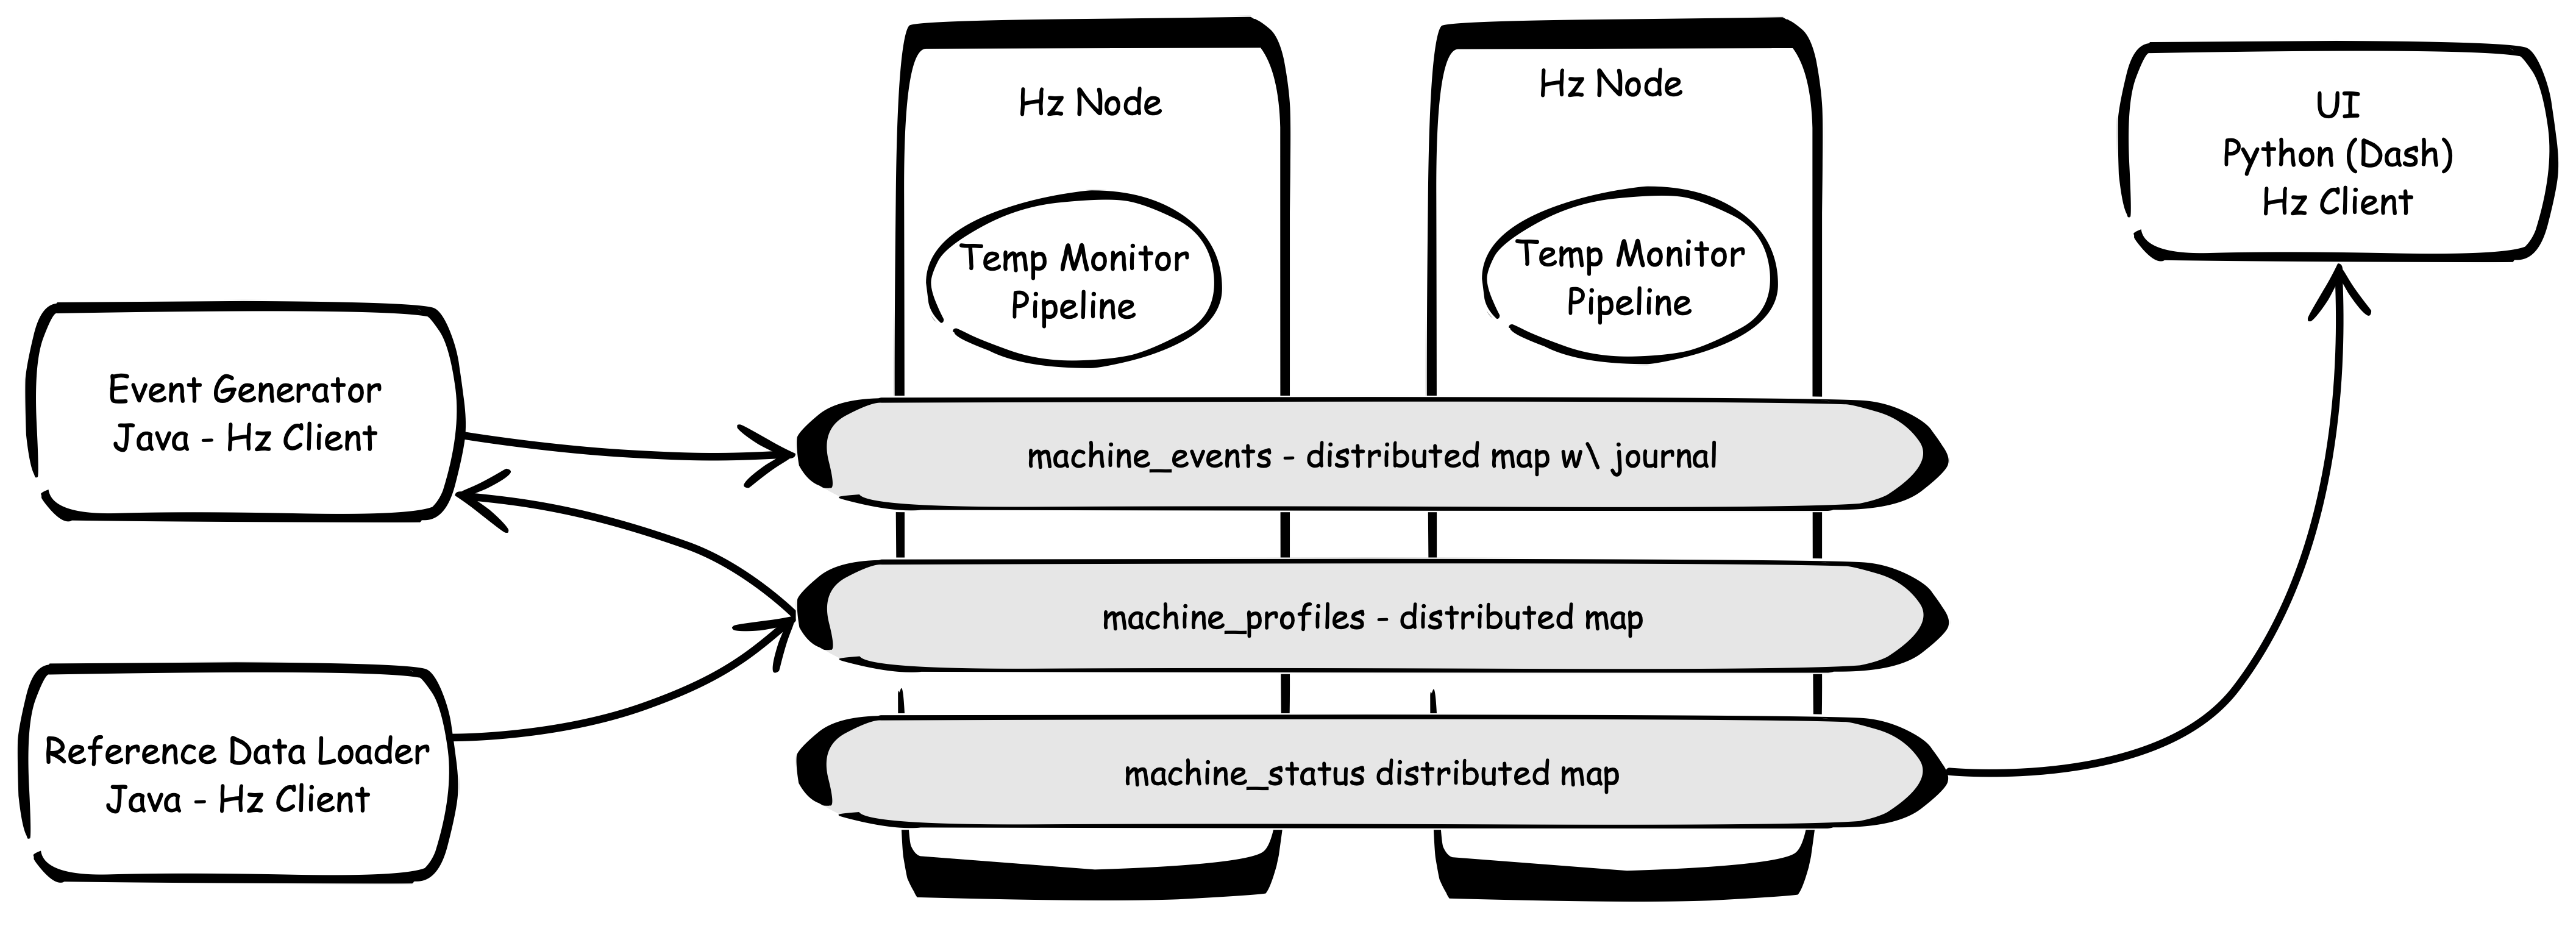 Hz Node
Temp Monitor
Pipeline
Hz Node
Temp Monitor
Pipeline
UI
Python (Dash)
Hz Client
Event Generator
Java - Hz Client
Reference Data Loader
Java - Hz Client
machine_events - distributed map w\ journal
machine_profiles - distributed map
machine_status distributed map